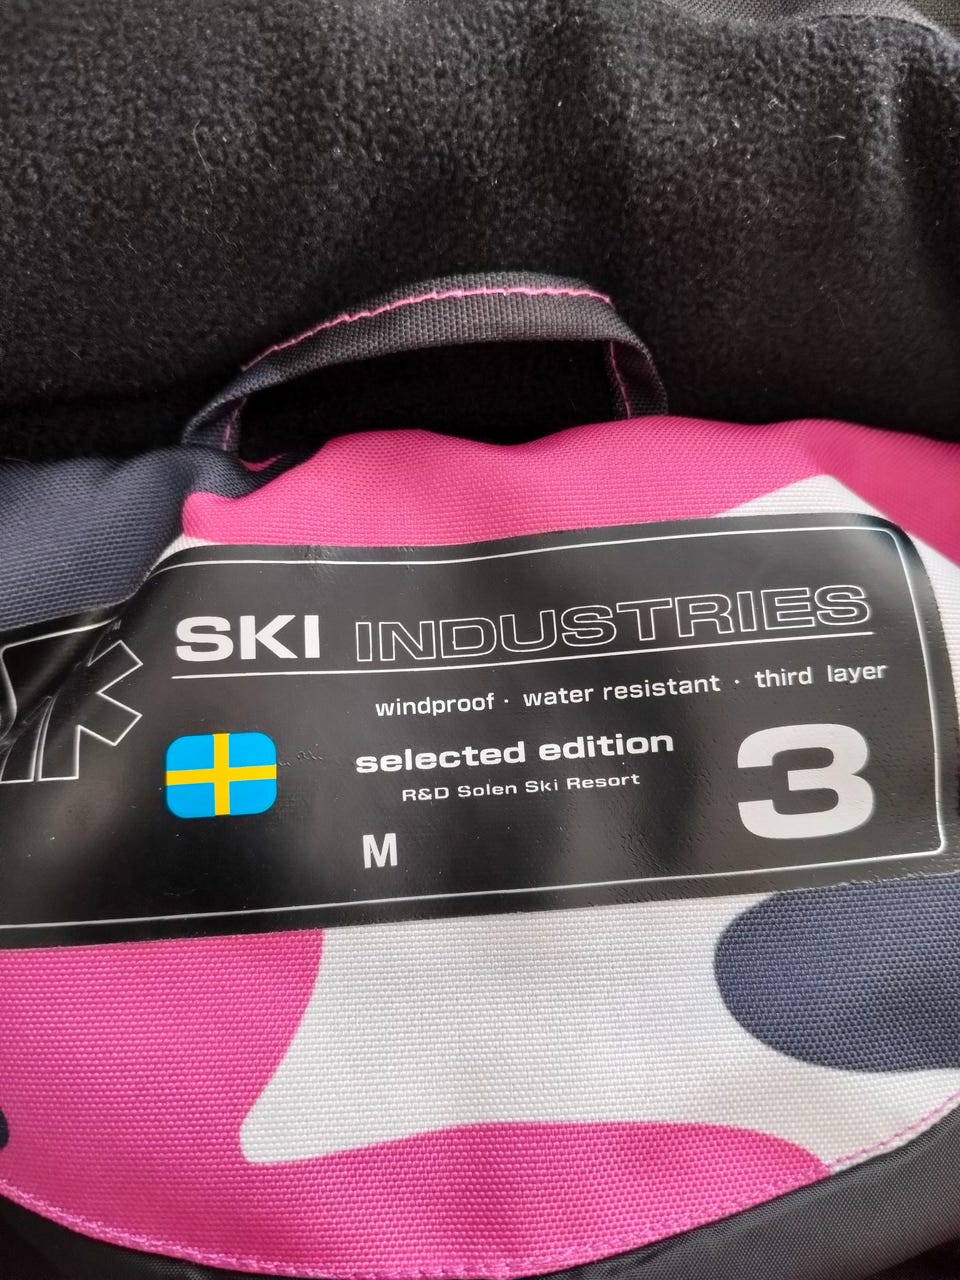 SKI INDUSTRIES
windproof · water resistant · third layer
selected edition
R&D Solen Ski Resort
3
M